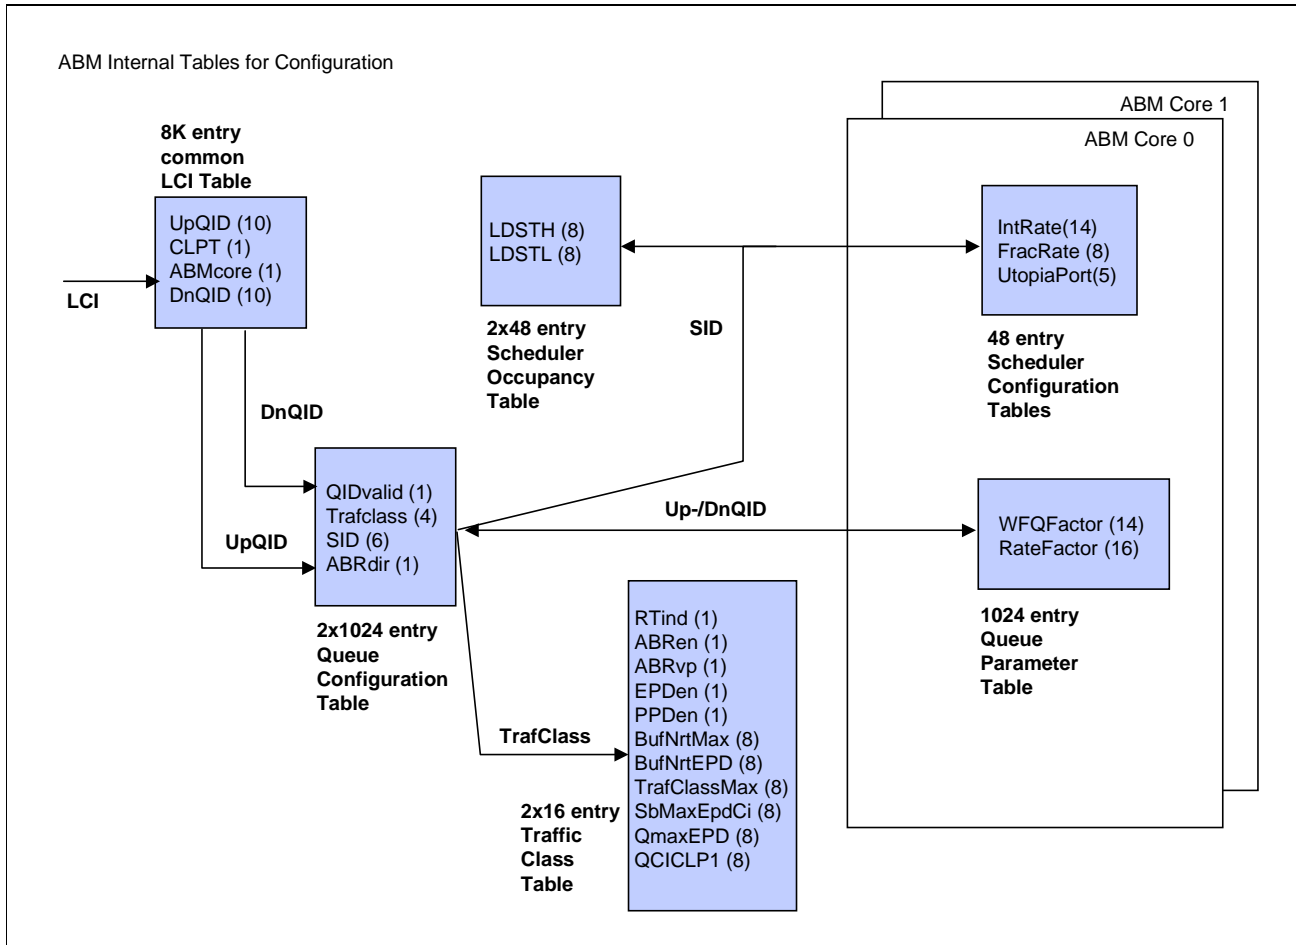 ABM Internal Tables for Configuration
ABM Core 1
ABM Core 0
8K entry
common
LCI Table
UpQID (10)
CLPT (1)
ABMcore (1)
DnQID (10)
LCI
LDSTH (8)
LDSTL (8)
2x48 entry
Scheduler
Occupancy
Table
SID
IntRate(14)
FracRate (8)
UtopiaPort(5)
48 entry
Scheduler
Configuration
Tables
DnQID
UpQID
QIDvalid (1)
Trafclass (4)
SID (6)
ABRdir (1)
2x1024 entry
Queue
Configuration
Table
Up-/DnQID
WFQFactor (14)
RateFactor (16)
1024 entry
Queue
Parameter
Table
TrafClass
RTind (1)
ABRen (1)
ABRvp (1)
EPDen (1)
PPDen (1)
BufNrtMax (8)
BufNrtEPD (8)
TrafClassMax (8)
SbMaxEpdCi (8)
QmaxEPD (8)
QCICLP1 (8)
2x16 entry
Traffic
Class
Table